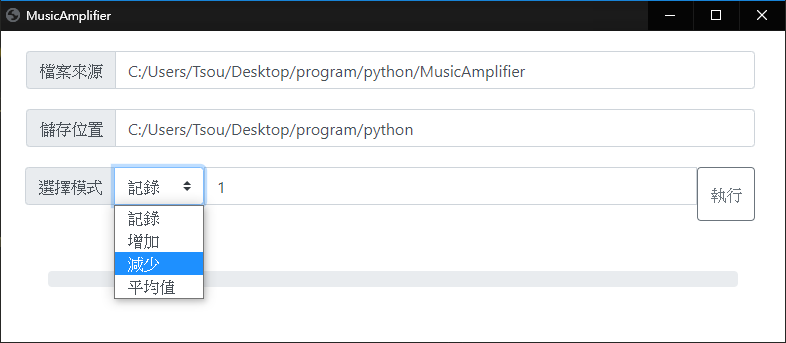 MusicAmplifier
檔案來源 C:/Users/Tsou/Desktop/program/python/MusicAmplifier
儲存位置 C:/Users/Tsou/Desktop/program/python
選擇模式 記錄 1 執行
記錄
增加
減少
平均值